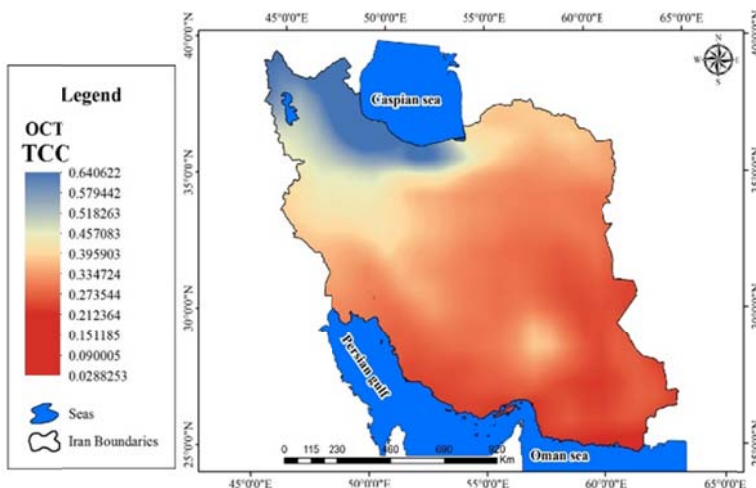 45°0'0"E 50°0'0"E 55°0'0"E 60°0'0"E 65°0'0"E
40°0'0"N
35°0'0"N
30°0'0"N
25°0'0"N
Legend
OCT
TCC
0.640622
0.579442
0.518263
0.457083
0.395903
0.334724
0.273544
0.212364
0.151185
0.090005
0.0288253
Seas
Iran Boundaries
N
W
E
S
Caspian sea
Persian gulf
Oman sea
0 115 230 460 690 920
Km
45°0'0"E 50°0'0"E 55°0'0"E 60°0'0"E 65°0'0"E